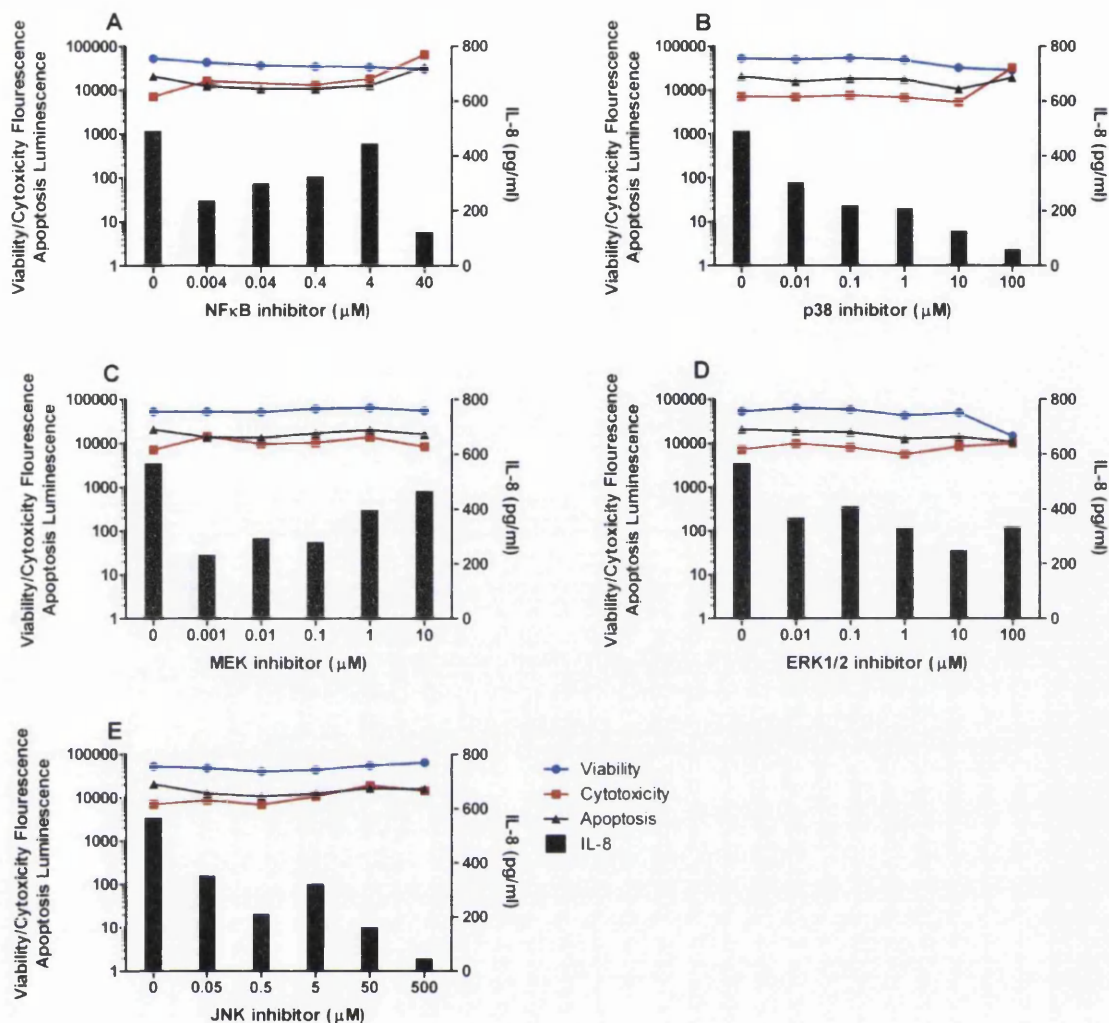 A
Viability/Cytoxicity Flourescence
Apoptosis Luminescence
100000
10000
1000
100
10
1
800
600
400
200
0
IL-8 (pg/ml)
0 0.004 0.04 0.4 4 40
NFκB inhibitor (μM)
B
Viability/Cytoxicity Flourescence
Apoptosis Luminescence
100000
10000
1000
100
10
1
800
600
400
200
0
IL-8 (pg/ml)
0 0.01 0.1 1 10 100
p38 inhibitor (μM)
C
Viability/Cytoxicity Flourescence
Apoptosis Luminescence
100000
10000
1000
100
10
1
800
600
400
200
0
IL-8 (pg/ml)
0 0.001 0.01 0.1 1 10
MEK inhibitor (μM)
D
Viability/Cytoxicity Flourescence
Apoptosis Luminescence
100000
10000
1000
100
10
1
800
600
400
200
0
IL-8 (pg/ml)
0 0.01 0.1 1 10 100
ERK1/2 inhibitor (μM)
E
Viability/Cytoxicity Flourescence
Apoptosis Luminescence
100000
10000
1000
100
10
1
800
600
400
200
0
IL-8 (pg/ml)
0 0.05 0.5 5 50 500
JNK inhibitor (μM)
Viability
Cytotoxicity
Apoptosis
IL-8